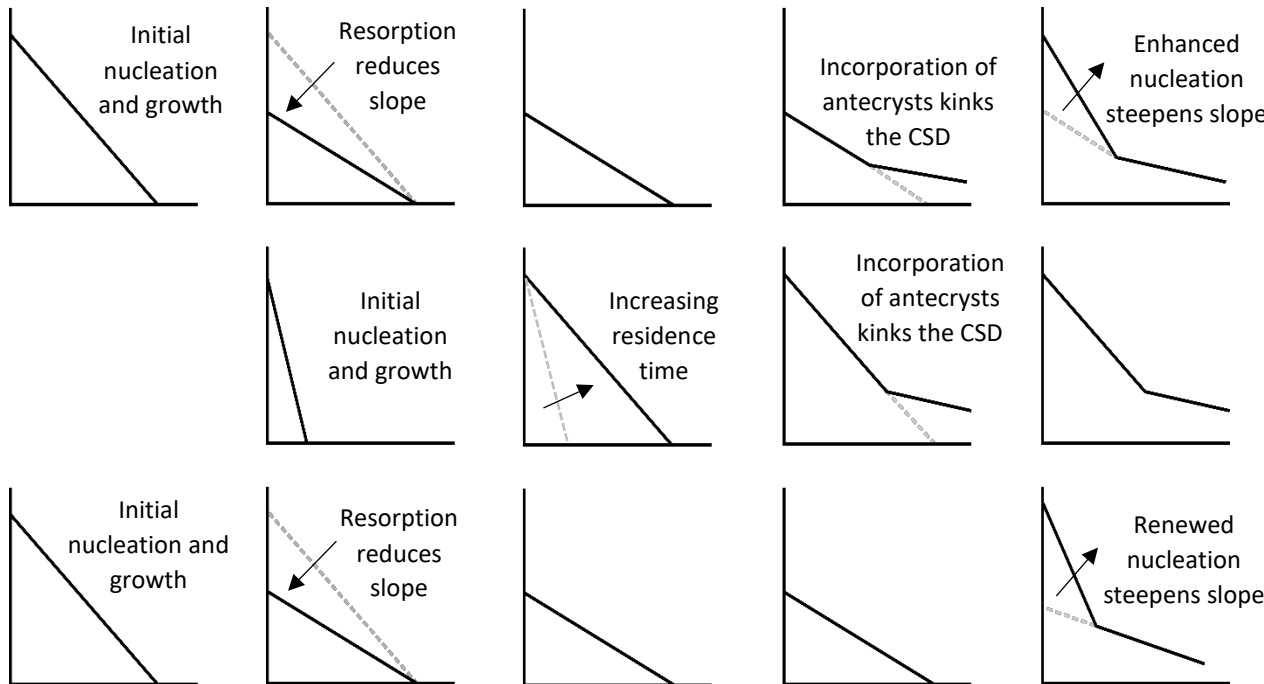 Initial
nucleation
and growth
Resorption
reduces
slope
Incorporation of
antecrysts kinks
the CSD
Enhanced
nucleation
steepens slope
Initial
nucleation
and growth
Increasing
residence
time
Incorporation
of antecrysts
kinks the CSD
Initial
nucleation and
growth
Resorption
reduces
slope
Renewed
nucleation
steepens slope